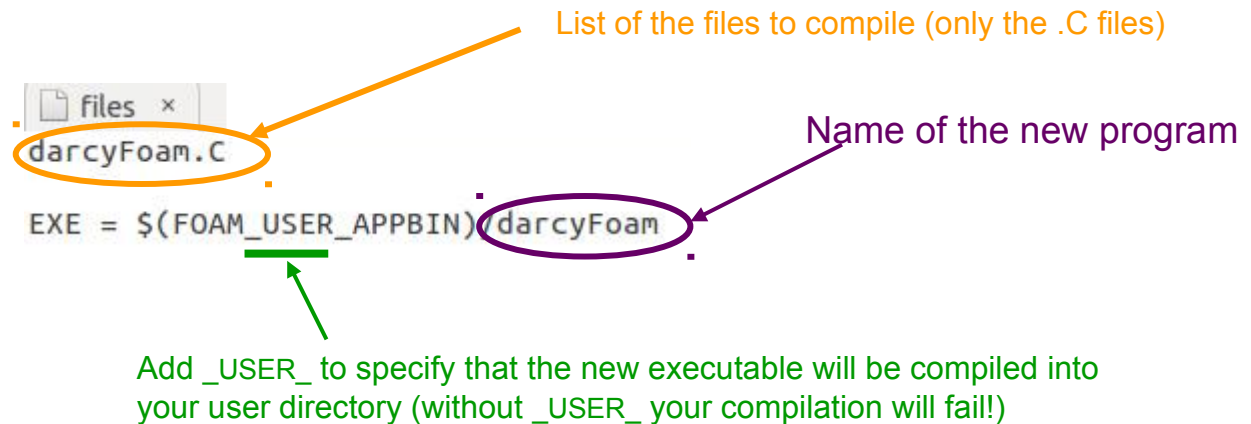 List of the files to compile (only the .C files)
files ×
Name of the new program
darcyFoam.C
EXE = $(FOAM_USER_APPBIN)/darcyFoam
Add _USER_ to specify that the new executable will be compiled into
your user directory (without _USER_ your compilation will fail!)